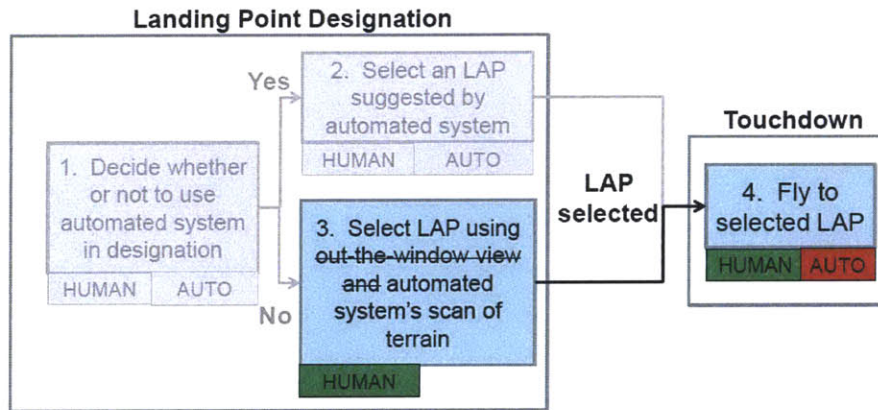 Landing Point Designation
Yes
2. Select an LAP
suggested by
automated system
HUMAN AUTO
1. Decide whether
or not to use
automated system
in designation
HUMAN AUTO
No
3. Select LAP using
out-the-window view
and automated
system's scan of
terrain
HUMAN
LAP
selected
Touchdown
4. Fly to
selected LAP
HUMAN AUTO